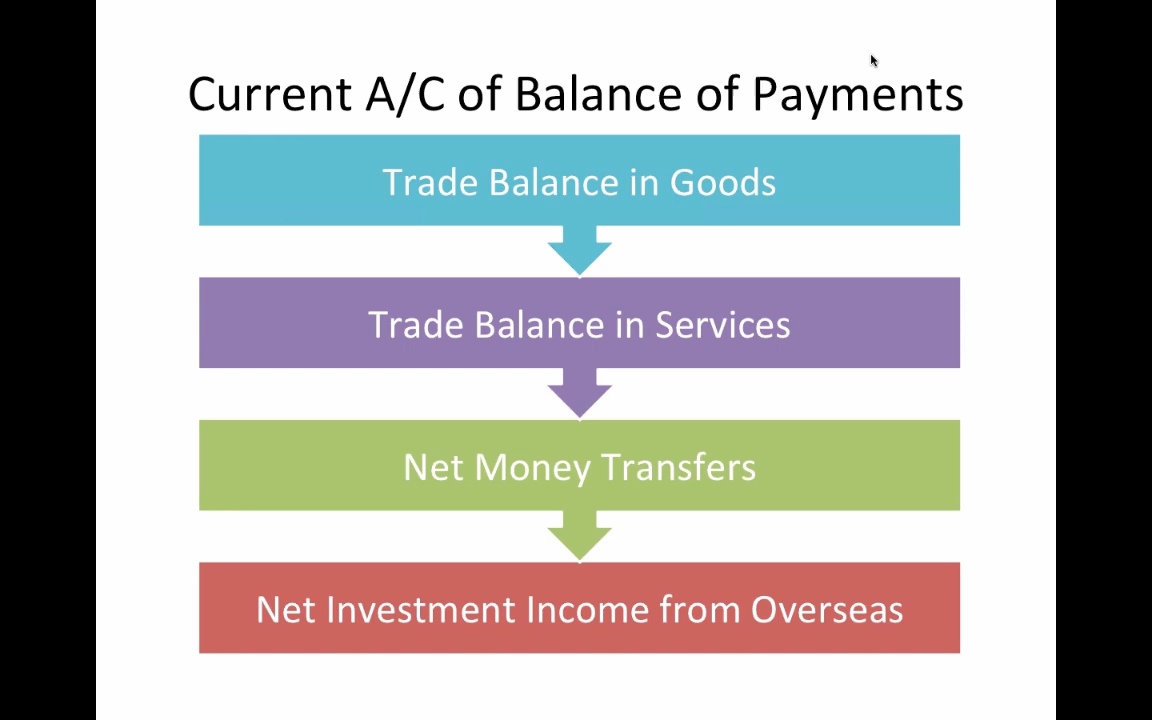 Current A/C of Balance of Payments
Trade Balance in Goods
Trade Balance in Services
Net Money Transfers
Net Investment Income from Overseas